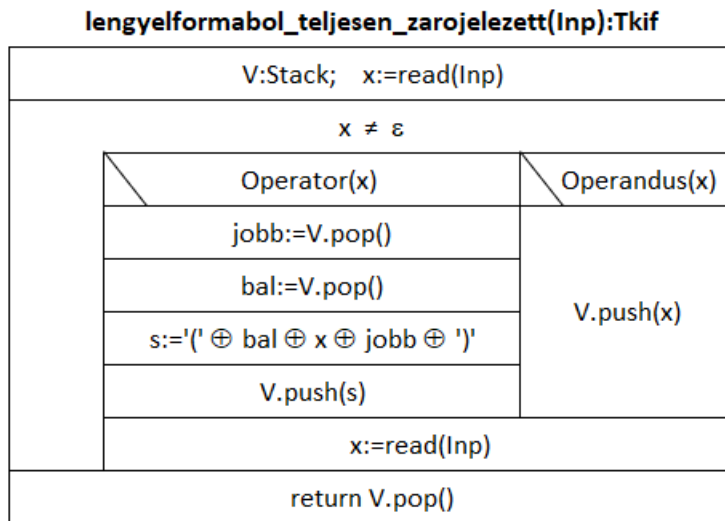 lengyelformabol_teljesen_zarojelezett(Inp):Tkif
V:Stack; x:=read(Inp)
x ≠ ε
Operator(x)
Operandus(x)
jobb:=V.pop()
bal:=V.pop()
s:='(' ⊕ bal ⊕ x ⊕ jobb ⊕ ')'
V.push(s)
V.push(x)
x:=read(Inp)
return V.pop()